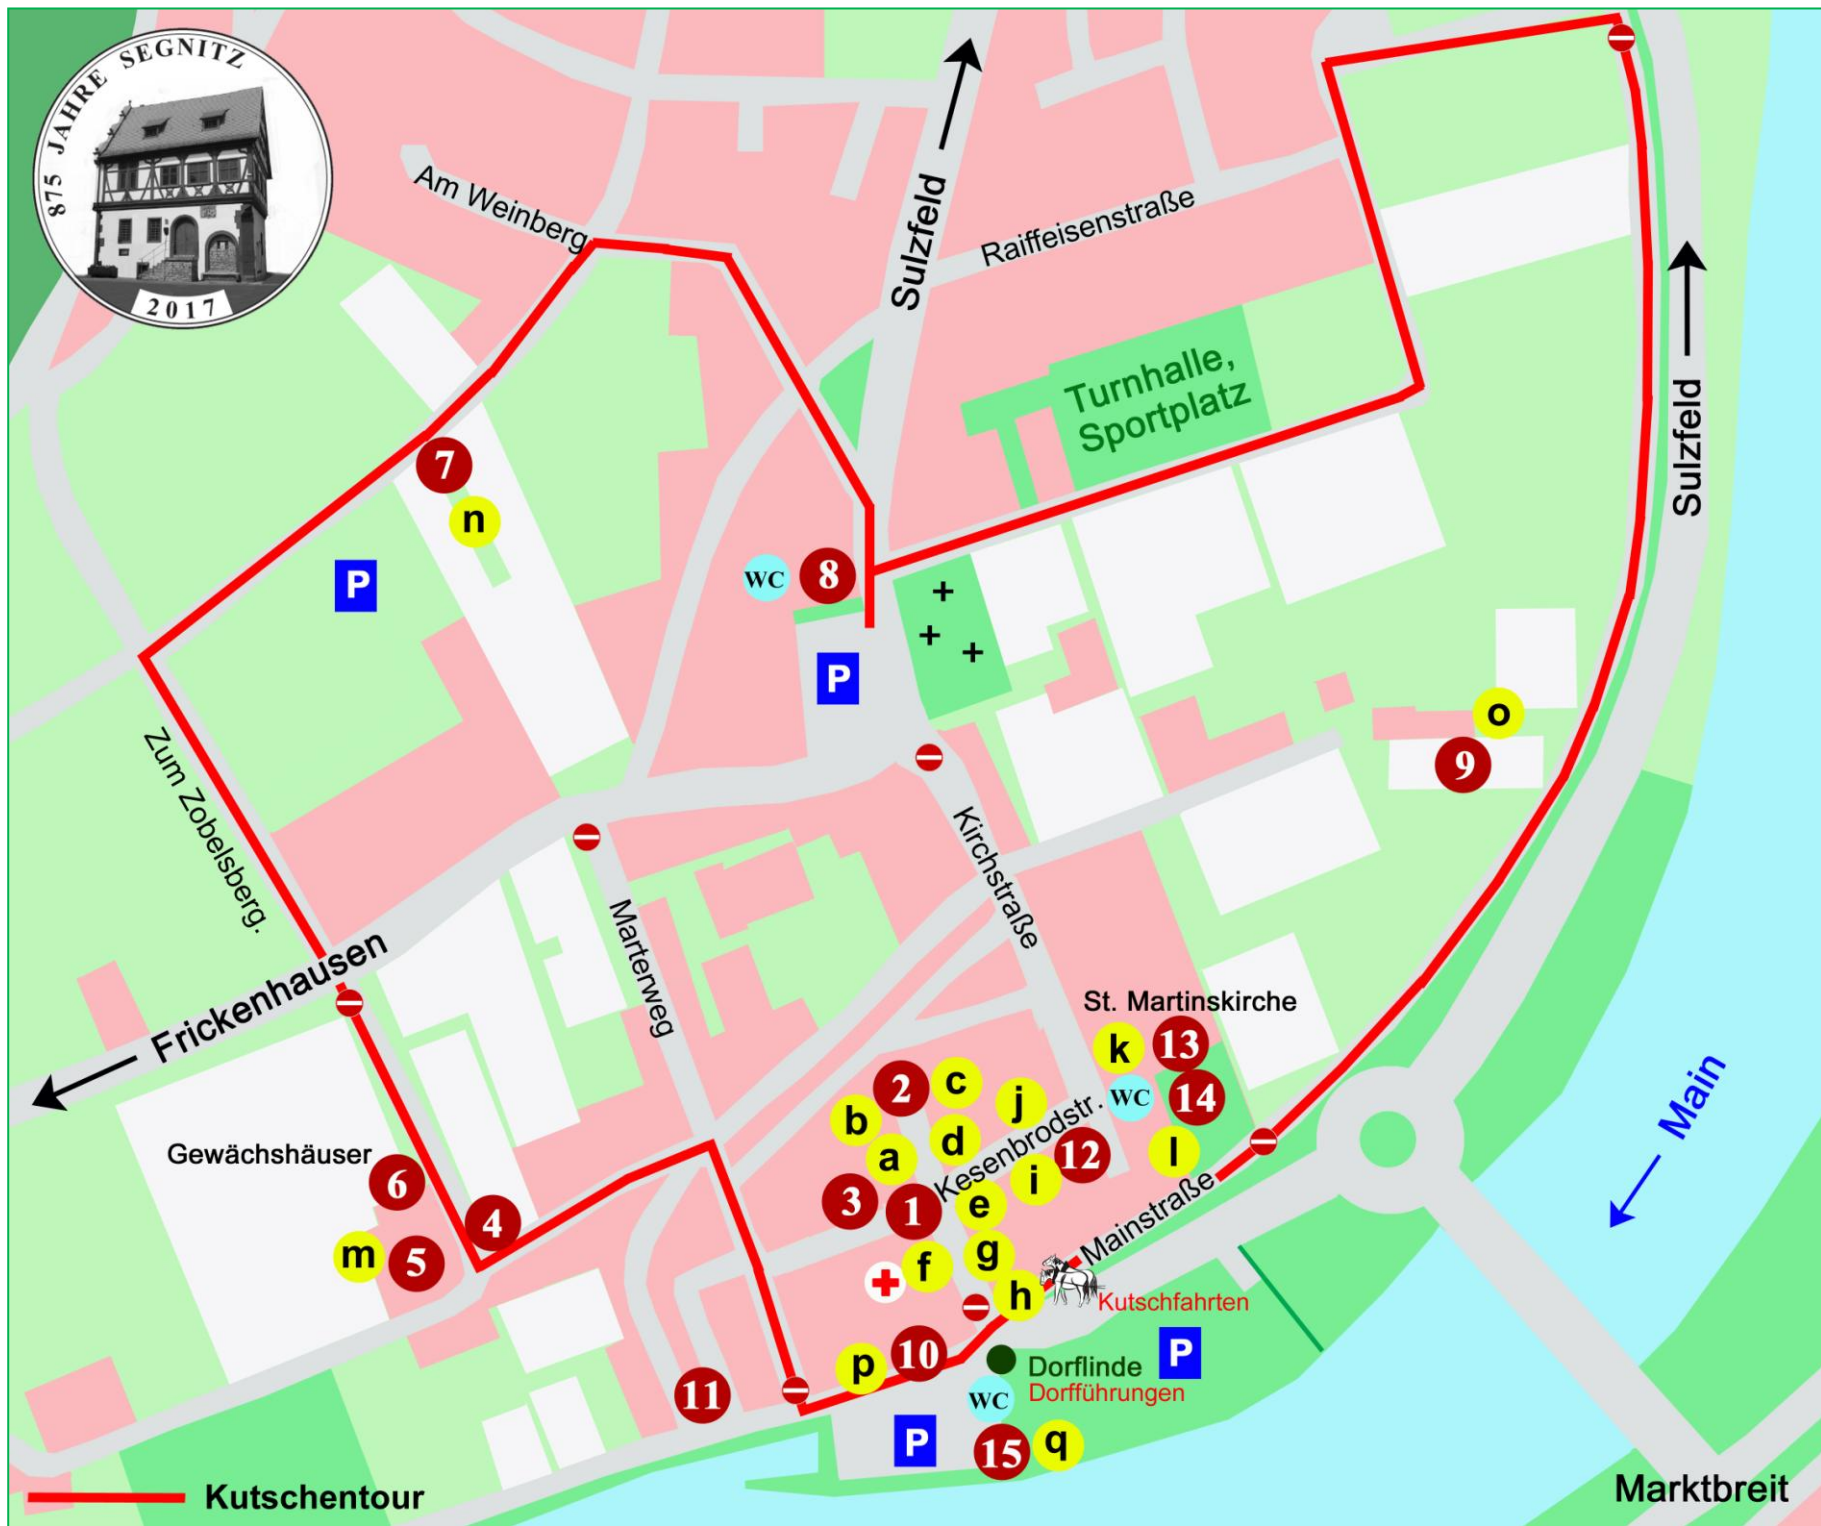 875 JAHRE SEGNITZ
2017
Am Weinberg
Sulzfeld
Raiffeisenstraße
Turnhalle,
Sportplatz
Sulzfeld
7
n
P
WC
8
P
Zum Zobelsberg.
o
9
Kirchstraße
Marterweg
Frickenhausen
St. Martinskirche
k
13
2
c
j
WC
14
b
d
Kesenbrodstr.
a
i
12
l
Main
Gewächshäuser
6
3
1
e
4
m
5
f
g
h
Mainstraße
Kutschfahrten
p
10
Dorflinde
P
Dorfführungen
11
WC
P
15
q
Kutschentour
Marktbreit